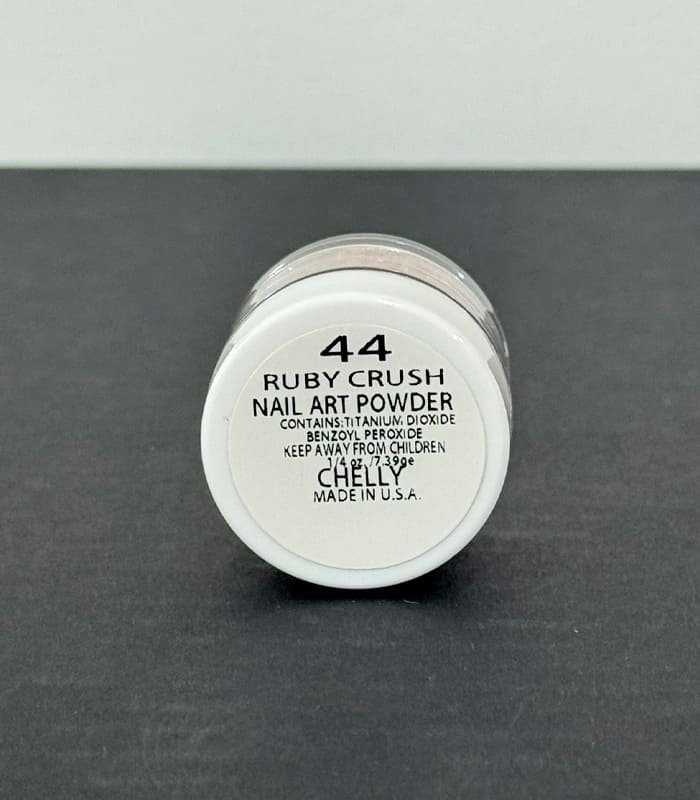 44
RUBY CRUSH
NAIL ART POWDER
CONTAINS:TITANIUM DIOXIDE
BENZOYL PEROXIDE
KEEP AWAY FROM CHILDREN
1/4 oz./7.39ge
CHELLY
MADE IN U.S.A.